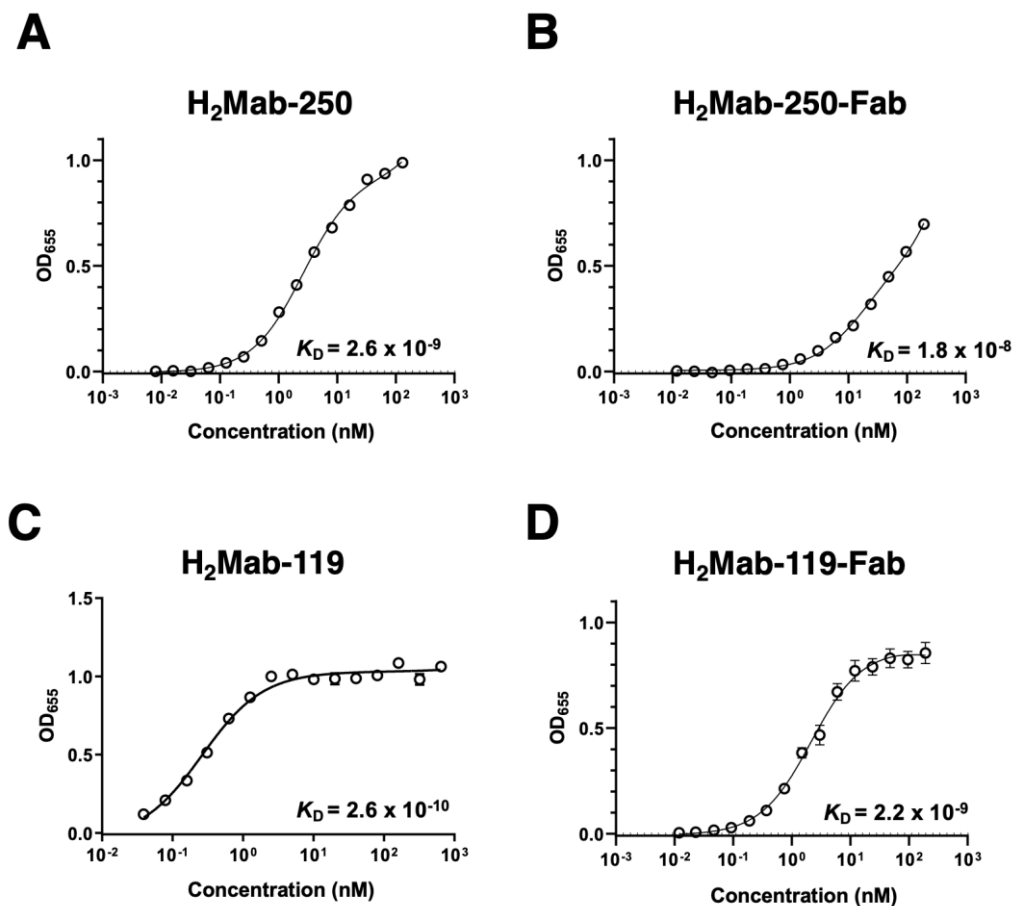 A
H₂Mab-250
1.0
0.5
0.0
OD₆₅₅
K_D = 2.6 x 10⁻⁹
10⁻³ 10⁻² 10⁻¹ 10⁰ 10¹ 10² 10³
Concentration (nM)
B
H₂Mab-250-Fab
1.0
0.5
0.0
OD₆₅₅
K_D = 1.8 x 10⁻⁸
10⁻³ 10⁻² 10⁻¹ 10⁰ 10¹ 10² 10³
Concentration (nM)
C
H₂Mab-119
1.5
1.0
0.5
0.0
OD₆₅₅
K_D = 2.6 x 10⁻¹⁰
10⁻² 10⁻¹ 10⁰ 10¹ 10² 10³
Concentration (nM)
D
H₂Mab-119-Fab
1.0
0.5
0.0
OD₆₅₅
K_D = 2.2 x 10⁻⁹
10⁻³ 10⁻² 10⁻¹ 10⁰ 10¹ 10² 10³
Concentration (nM)